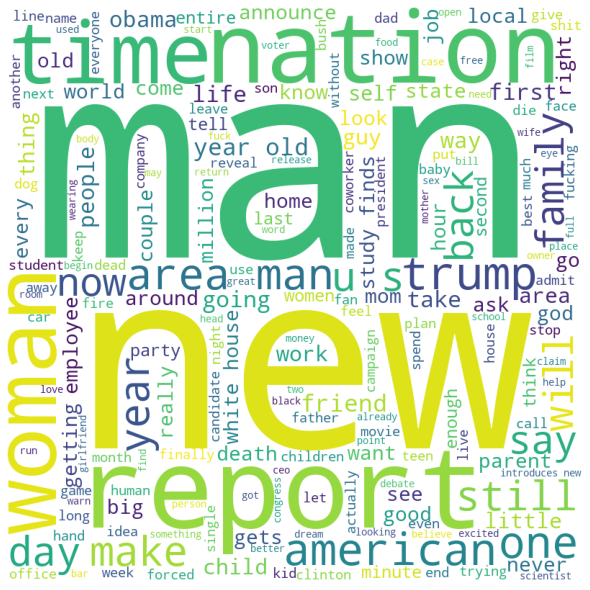 line name
used
open
give
entire
announce
dad
bush
shit
obama
local
voter
everyone
start
food
free
job
old
time
nation
show
right
another
son
film
without
case
need
next
world
come
life
know
self
state
first
man
leave
die
face
thing
tell
look
wife
body
year old
guy
way
fuck
reveal
put
bill
dog
may
release
baby
eye
company
coworker
family
people
return
sex
fucking
wearing
home
president
hour
back
every
couple
million
word
study finds
second
best
much
keep
last
made
mother
full
student
begin
great
owner
place
now
area
man
u s
trump
go
away
dead
use
women
mom
take
admit
room
fire
around
going
fan
ask
area
god
car
employee
head
feel
plan
school
stop
woman
new
will
party
night
money
work
spend
house
claim
white house
campaign
think
love
year
really
candidate
two
friend
help
getting
black
already
father
movie
enough
call
say
run
girlfriend
month
finally
death
children
want
teen
point
live
parent
game
find
ceo
debate
introduces new
warn
human
person
report
still
long
big
got
let
see
congress
actually
good
little
hand
idea
something
single
gets
even
day
make
better
dream
looking
believe
excited
american
one
child
kid
never
office
week
forced
clinton
minute
end
trying
bar
scientist